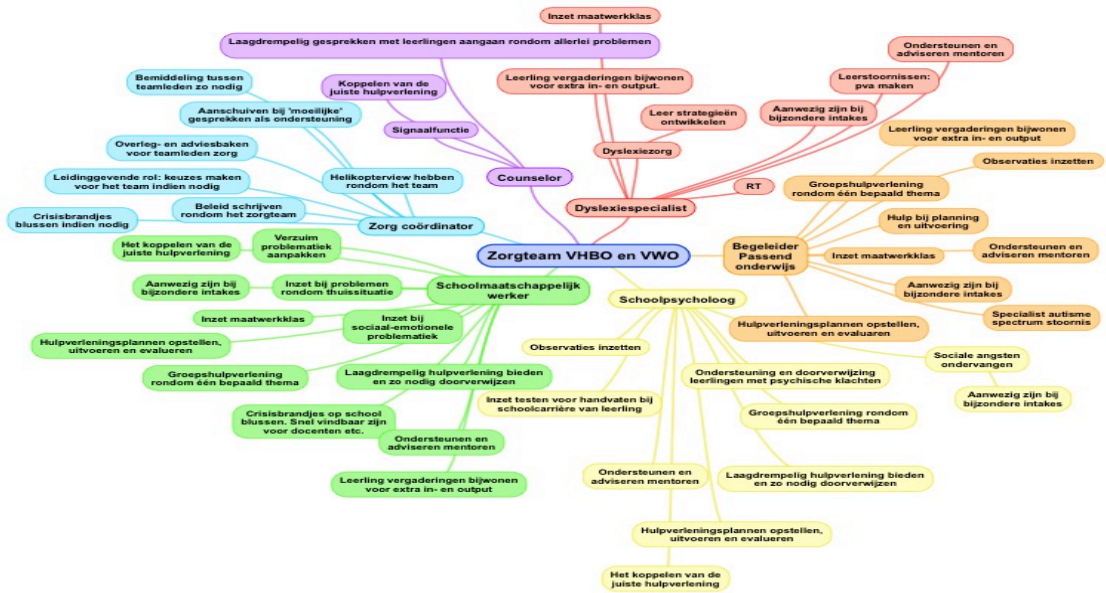 Inzet maatwerkklas
Laagdrempelig gesprekken met leerlingen aangaan rondom allerlei problemen
Koppelen van de
juiste hulpverlening
Signaalfunctie
Counselor
Bemiddeling tussen
teamleden zo nodig
Aanschuiven bij 'moeilijke'
gesprekken als ondersteuning
Overleg- en adviesbaken
voor teamleden zorg
Leidinggevende rol: keuzes maken
voor het team indien nodig
Helikopterview hebben
rondom het team
Beleid schrijven
rondom het zorgteam
Crisisbrandjes
blussen indien nodig
Zorg coördinator
Leerling vergaderingen bijwonen
voor extra in- en output.
Leer strategieën
ontwikkelen
Dyslexiezorg
Ondersteunen en
adviseren mentoren
Leerstoornissen:
pva maken
Aanwezig zijn bij
bijzondere intakes
RT
Dyslexiespecialist
Zorgteam VHBO en VWO
Leerling vergaderingen bijwonen
voor extra in- en output
Observaties inzetten
Groepshulpverlening
rondom één bepaald thema
Hulp bij planning
en uitvoering
Begeleider
Passend
onderwijs
Inzet maatwerkklas
Ondersteunen en
adviseren mentoren
Aanwezig zijn bij
bijzondere intakes
Specialist autisme
spectrum stoornis
Hulpverleningsplannen opstellen,
uitvoeren en evaluaren
Het koppelen van de
juiste hulpverlening
Verzuim
problematiek
aanpakken
Schoolmaatschappelijk
werker
Aanwezig zijn bij
bijzondere intakes
Inzet bij problemen
rondom thuissituatie
Inzet maatwerkklas
Inzet bij
sociaal-emotionele
problematiek
Hulpverleningsplannen opstellen,
uitvoeren en evalueren
Groepshulpverlening
rondom één bepaald thema
Laagdrempelig hulpverlening bieden
en zo nodig doorverwijzen
Crisisbrandjes op school
blussen. Snel vindbaar zijn
voor docenten etc.
Ondersteunen en
adviseren mentoren
Leerling vergaderingen bijwonen
voor extra in- en output
Schoolpsycholoog
Observaties inzetten
Inzet testen voor handvaten bij
schoolcarrière van leerling
Ondersteuning en doorverwijzing
leerlingen met psychische klachten
Sociale angsten
ondervangen
Aanwezig zijn bij
bijzondere intakes
Groepshulpverlening rondom
één bepaald thema
Ondersteunen en
adviseren mentoren
Laagdrempelig hulpverlening bieden
en zo nodig doorverwijzen
Hulpverleningsplannen opstellen,
uitvoeren en evalueren
Het koppelen van de
juiste hulpverlening